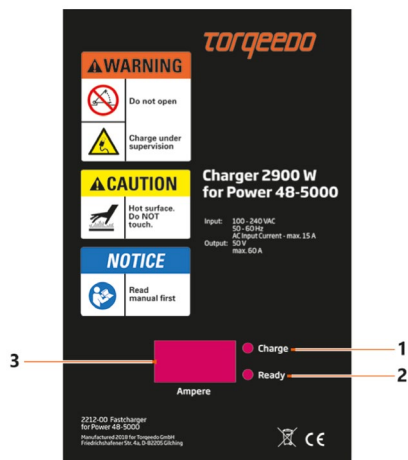 TORQEEDO
WARNING
Do not open
Charge under
supervision
CAUTION
Hot surface.
Do NOT
touch.
NOTICE
Read
manual first
Charger 2900 W
for Power 48-5000
Input: 100 - 240 VAC
50 - 60 Hz
AC Input Current - max. 15 A
Output: 50 V
max. 60 A
1
Charge
2
Ready
3
Ampere
2212-00 Fastcharger
for Power 48-5000
Manufactured 2018 for Torqeedo GmbH
Friedrichshafener Str. 4a, D-82205 Gilching
CE